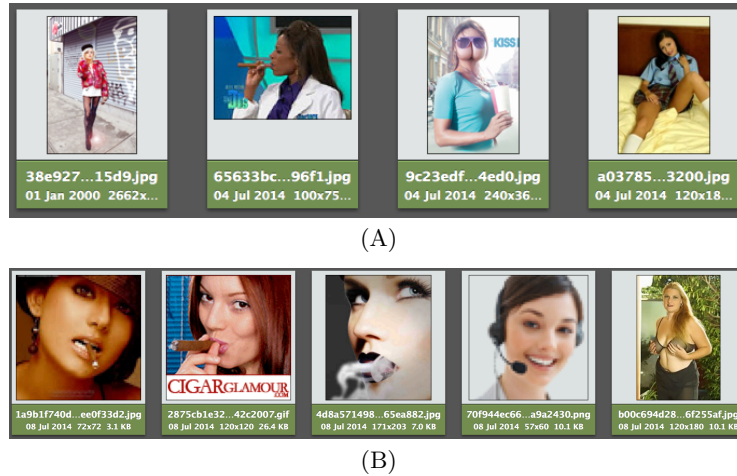 KISS
38e927...15d9.jpg
65633bc...96f1.jpg
9c23edf...4ed0.jpg
a03785...3200.jpg
01 Jan 2000 2662x...
04 Jul 2014 100x75...
04 Jul 2014 240x36...
04 Jul 2014 120x18...
(A)
CIGARGLAMOUR
.COM
1a9b1f740d...ee0f33d2.jpg
2875cb1e32...42c2007.gif
4d8a571498...65ea882.jpg
70f944ec66...a9a2430.png
b00c694d28...6f255af.jpg
08 Jul 2014 72x72 3.1 KB
08 Jul 2014 120x120 26.4 KB
08 Jul 2014 171x203 7.0 KB
08 Jul 2014 57x60 10.1 KB
08 Jul 2014 120x180 10.1 KB
(B)